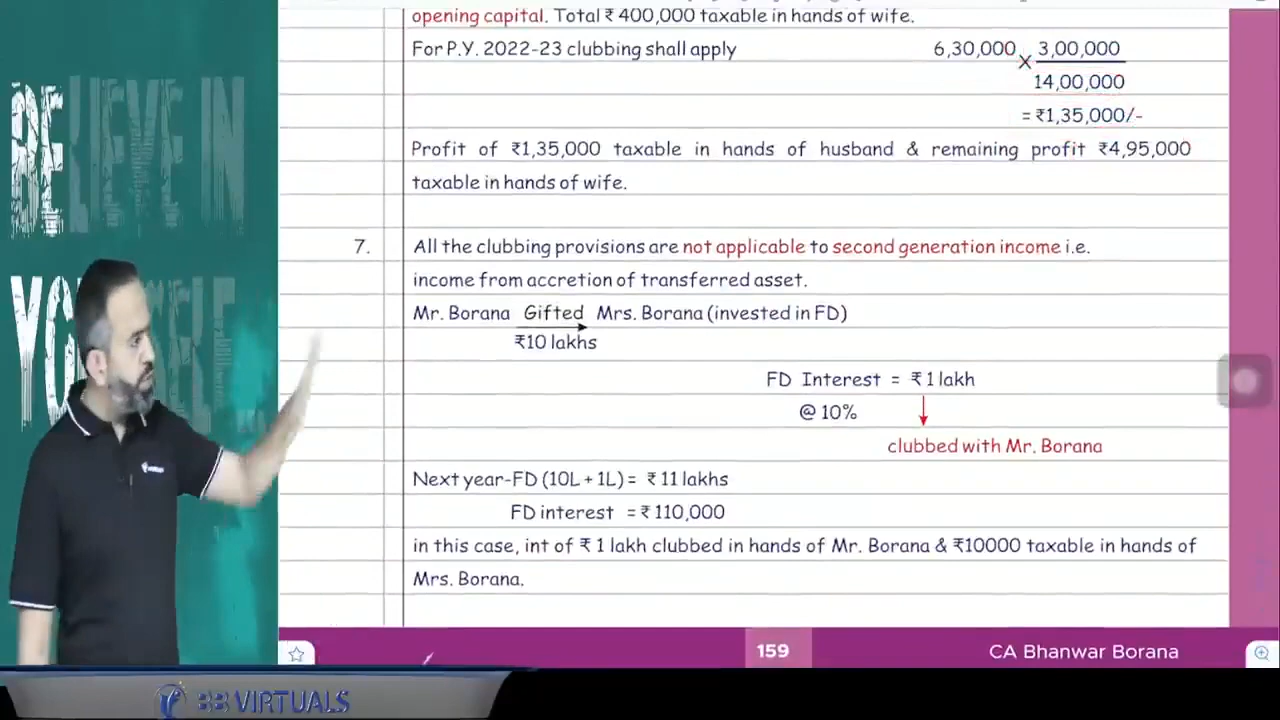 BELIEVE IN
opening capital. Total ₹ 400,000 taxable in hands of wife.
For P.Y. 2022-23 clubbing shall apply 6,30,000 × 3,00,000
14,00,000
= ₹1,35,000/-
Profit of ₹1,35,000 taxable in hands of husband & remaining profit ₹4,95,000
taxable in hands of wife.
7. All the clubbing provisions are not applicable to second generation income i.e.
income from accretion of transferred asset.
Mr. Borana Gifted Mrs. Borana (invested in FD)
₹10 lakhs
FD Interest = ₹ 1 lakh
@ 10%
clubbed with Mr. Borana
Next year-FD (10L + 1L) = ₹ 11 lakhs
FD interest = ₹ 110,000
in this case, int of ₹ 1 lakh clubbed in hands of Mr. Borana & ₹10000 taxable in hands of
Mrs. Borana.
159 CA Bhanwar Borana
BB VIRTUALS